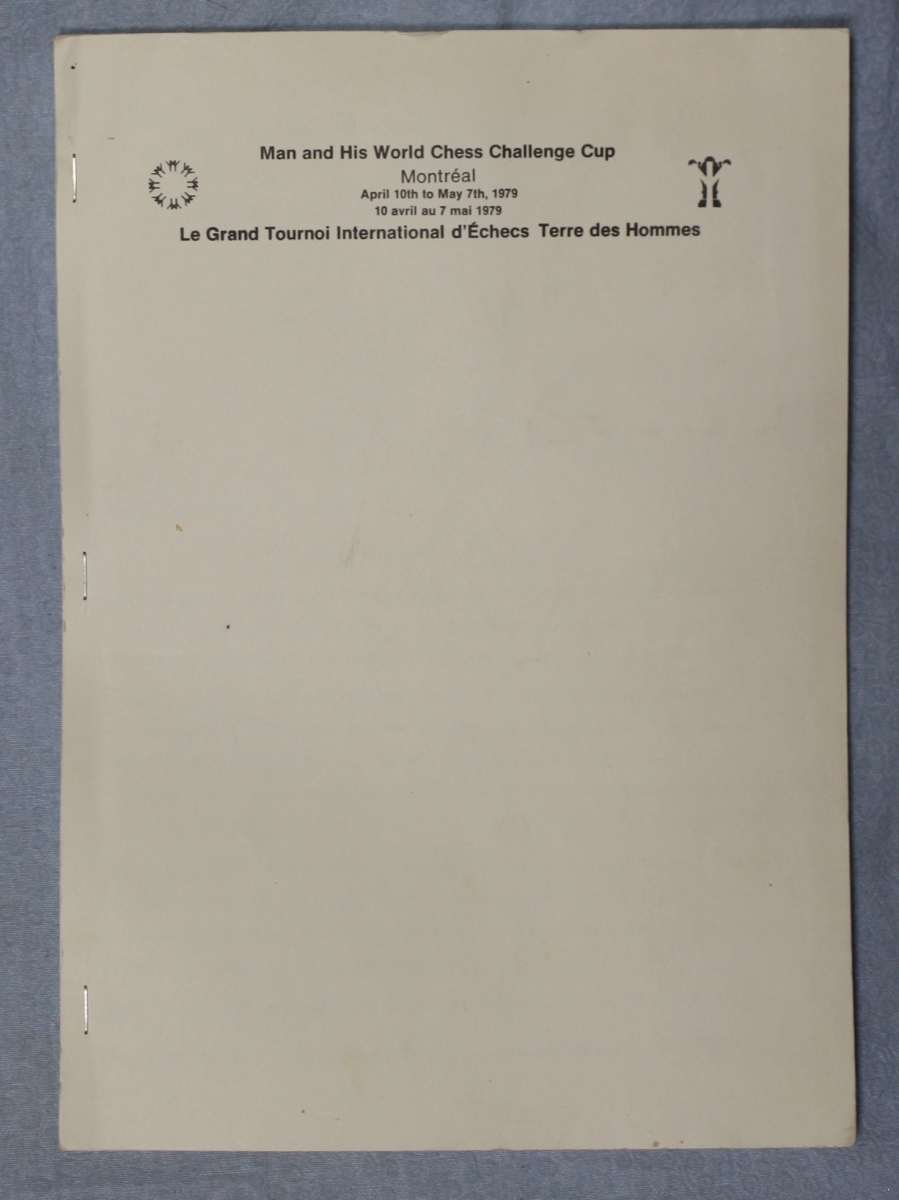 Man and His World Chess Challenge Cup
Montréal
April 10th to May 7th, 1979
10 avril au 7 mai 1979
Le Grand Tournoi International d'Échecs Terre des Hommes